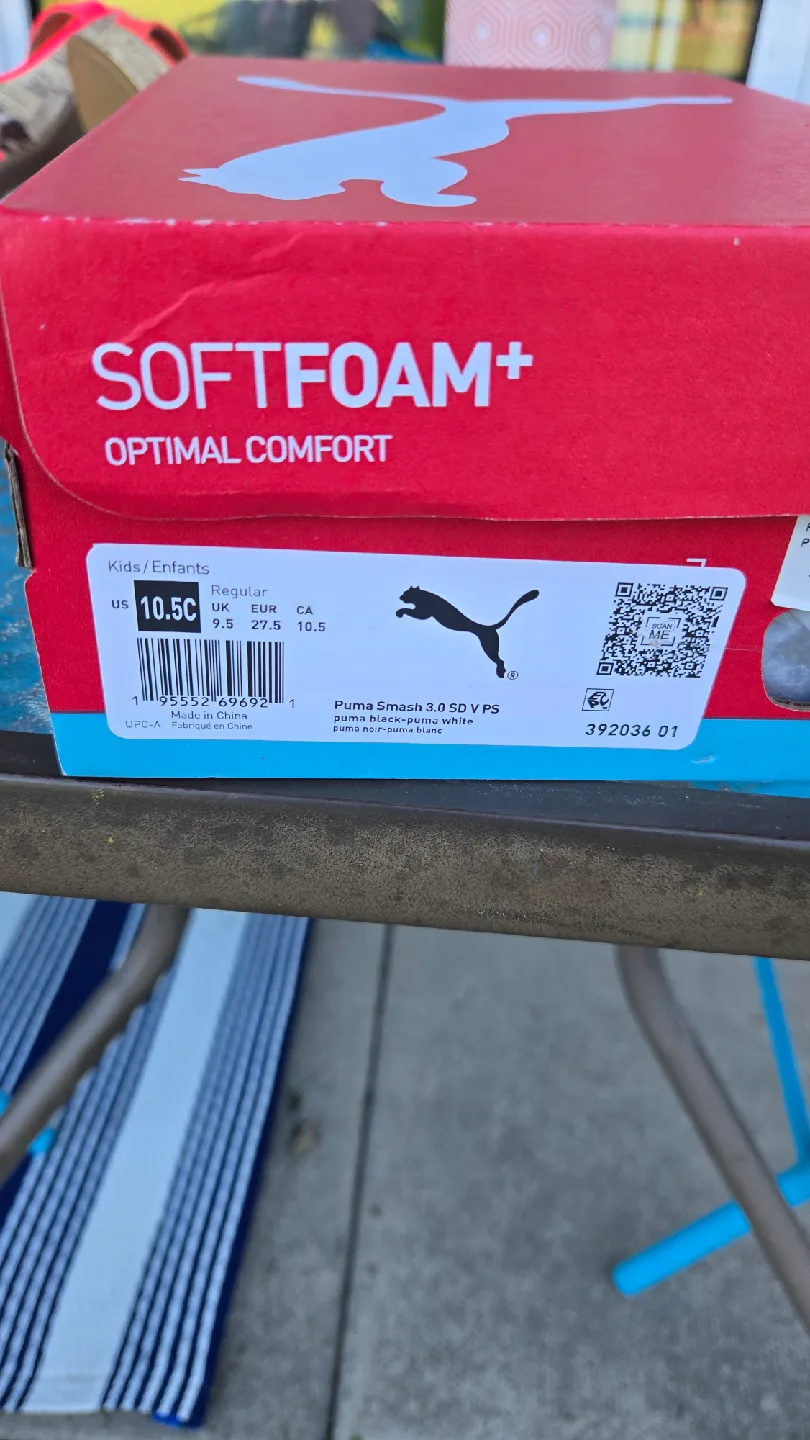 SOFTFOAM+
OPTIMAL COMFORT
Kids/Enfants
US 10.5C Regular
UK EUR CA
9.5 27.5 10.5
1 95552 69692 1
UPC-A Made in China
Fabriqué en Chine
Puma Smash 3.0 SD V PS
puma black-puma white
puma noir-puma blanc
SCAN
ME
392036 01